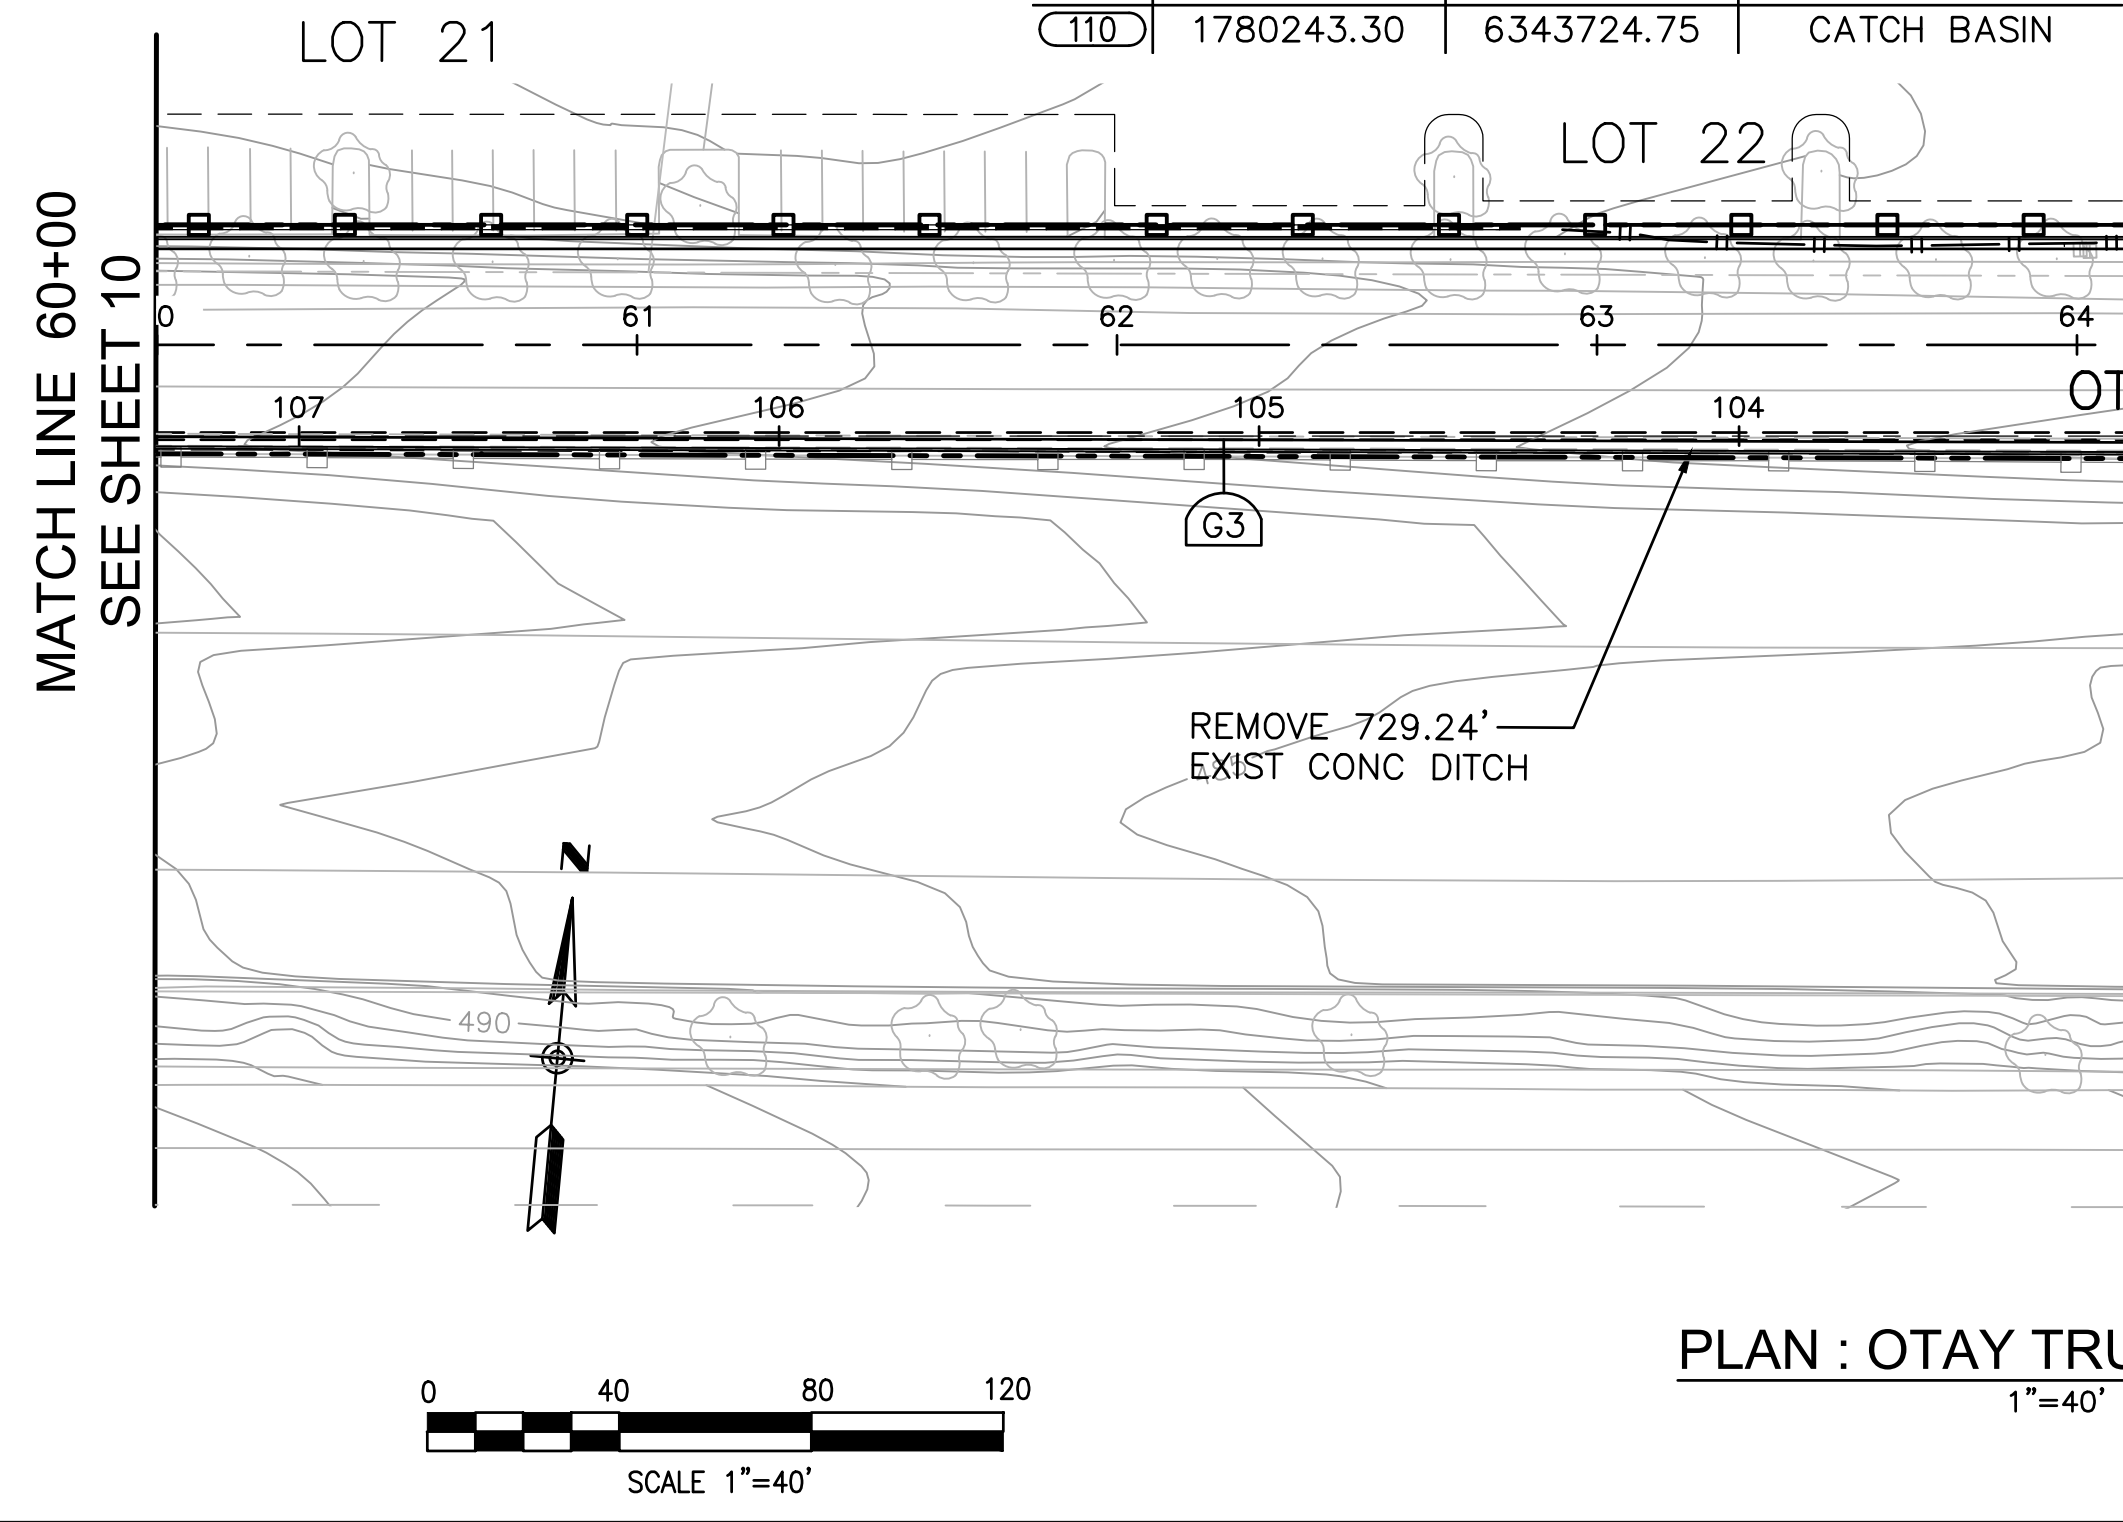 110 1780243.30 6343724.75 CATCH BASIN
LOT 21
LOT 22
MATCH LINE 60+00
SEE SHEET 10
0 61 62 63 64
OT
107 106 105 104
G3
REMOVE 729.24'
EXIST CONC DITCH
485
N
490
0 40 80 120
SCALE 1"=40'
PLAN : OTAY TRU
1"=40'